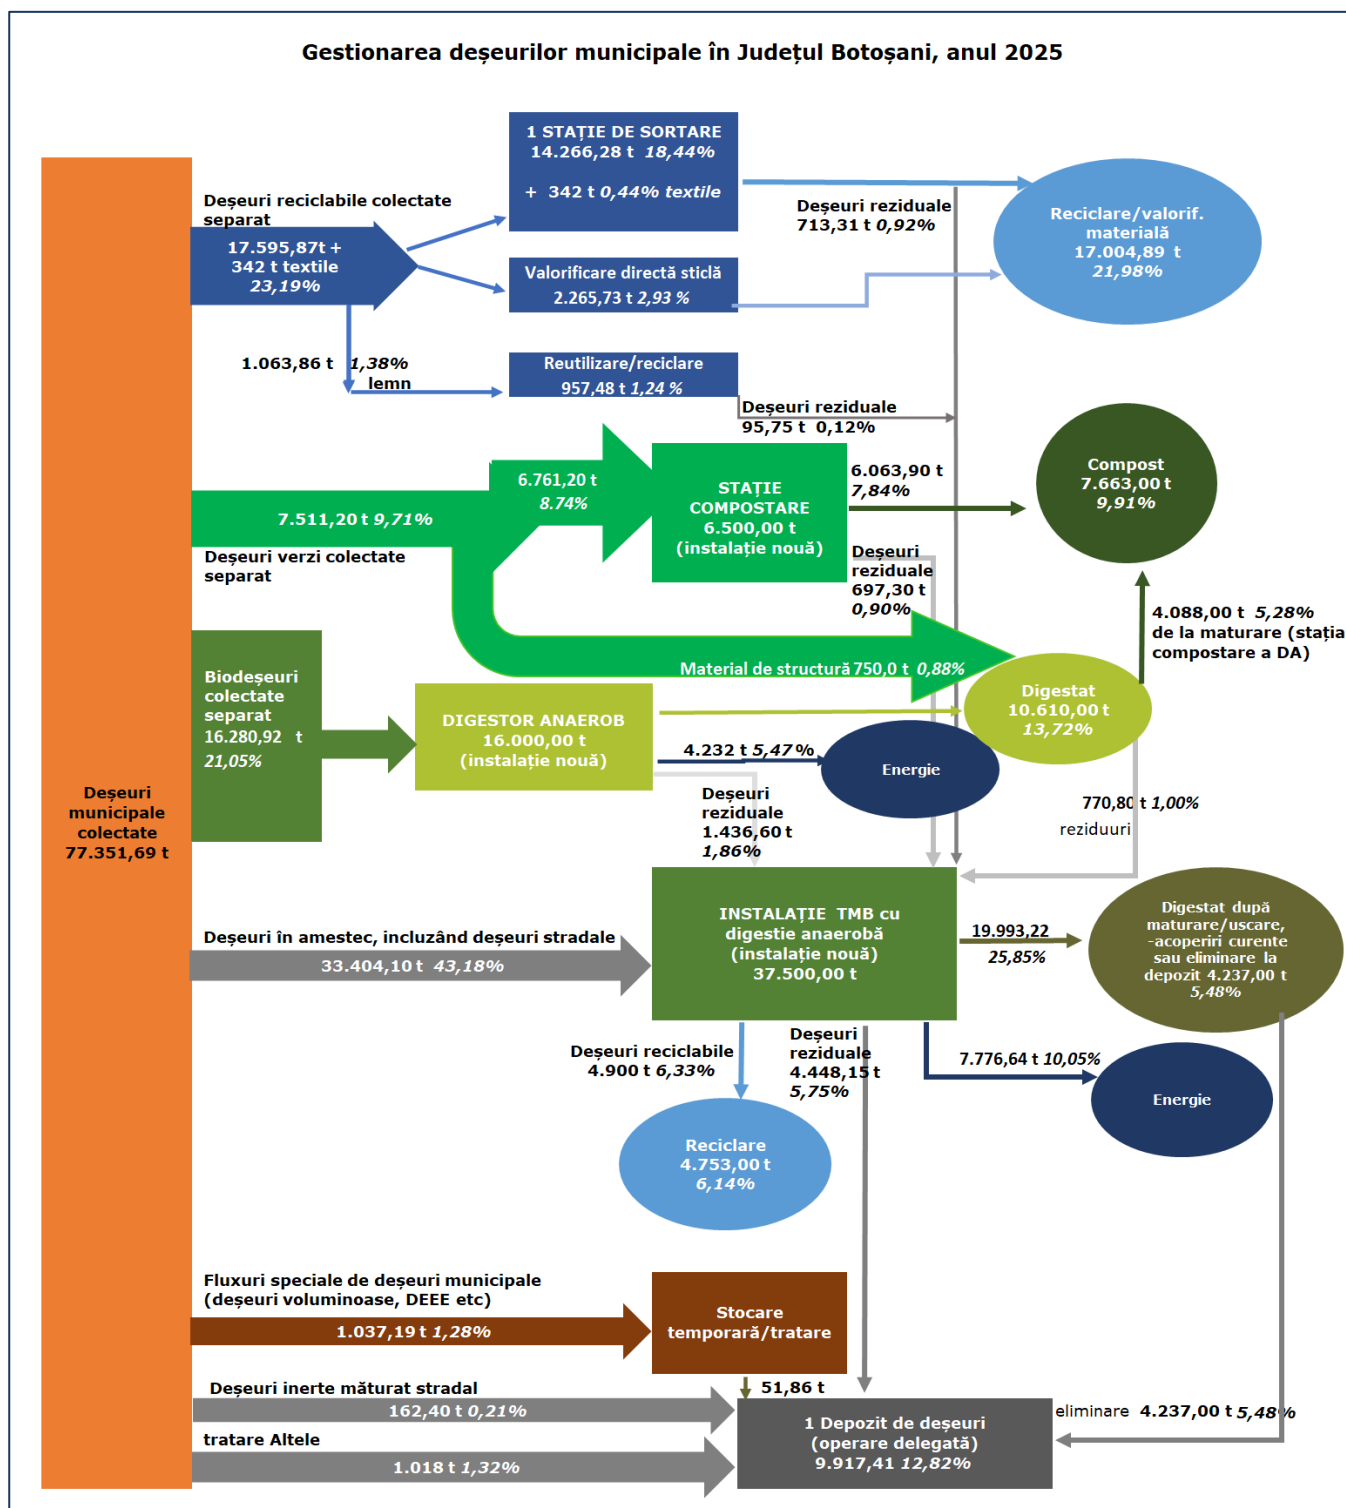 Gestionarea deșeurilor municipale în Județul Botoșani, anul 2025
1 STAȚIE DE SORTARE
14.266,28 t 18,44%
+ 342 t 0,44% textile
Deșeuri reciclabile colectate
separat
17.595,87t +
342 t textile
23,19%
Deșeuri reziduale
713,31 t 0,92%
Reciclare/valorif.
materială
17.004,89 t
21,98%
Valorificare directă sticlă
2.265,73 t 2,93 %
1.063,86 t 1,38%
lemn
Reutilizare/reciclare
957,48 t 1,24 %
Deșeuri reziduale
95,75 t 0,12%
6.761,20 t
8.74%
STAȚIE
COMPOSTARE
6.500,00 t
(instalație nouă)
6.063,90 t
7,84%
Compost
7.663,00 t
9,91%
7.511,20 t 9,71%
Deșeuri verzi colectate
separat
Deșeuri
reziduale
697,30 t
0,90%
4.088,00 t 5,28%
de la maturare (stația
compostare a DA)
Material de structură 750,0 t 0,88%
Biodeșeuri
colectate
separat
16.280,92 t
21,05%
DIGESTOR ANAEROB
16.000,00 t
(instalație nouă)
Digestat
10.610,00 t
13,72%
4.232 t 5,47 %
Energie
Deșeuri
reziduale
1.436,60 t
1,86%
770,80 t 1,00%
reziduuri
Deșeuri
municipale
colectate
77.351,69 t
Deșeuri în amestec, incluzând deșeuri stradale
33.404,10 t 43,18%
INSTALAȚIE TMB cu
digestie anaerobă
(instalație nouă)
37.500,00 t
19.993,22
25,85%
Digestat după
maturare/uscare,
-acoperiri curente
sau eliminare la
depozit 4.237,00 t
5,48%
Deșeuri reciclabile
4.900 t 6,33%
Deșeuri
reziduale
4.448,15 t
5,75%
7.776,64 t 10,05%
Energie
Reciclare
4.753,00 t
6,14%
Fluxuri speciale de deșeuri municipale
(deșeuri voluminoase, DEEE etc)
1.037,19 t 1,28%
Stocare
temporară/tratare
51,86 t
Deșeuri inerte măturat stradal
162,40 t 0,21%
tratare Altele
1.018 t 1,32%
1 Depozit de deșeuri
(operare delegată)
9.917,41 12,82%
eliminare 4.237,00 t 5,48%